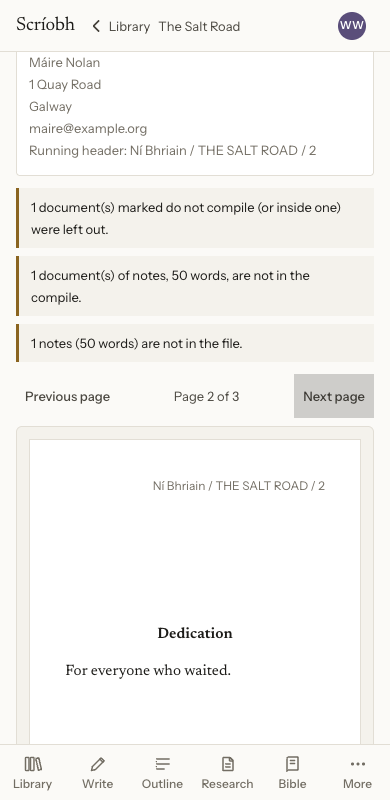 Scríobh
Library The Salt Road
WW
Máire Nolan
1 Quay Road
Galway
maire@example.org
Running header: Ní Bhriain / THE SALT ROAD / 2
1 document(s) marked do not compile (or inside one)
were left out.
1 document(s) of notes, 50 words, are not in the
compile.
1 notes (50 words) are not in the file.
Previous page Page 2 of 3 Next page
Ní Bhriain / THE SALT ROAD / 2
Dedication
For everyone who waited.
Library Write Outline Research Bible More